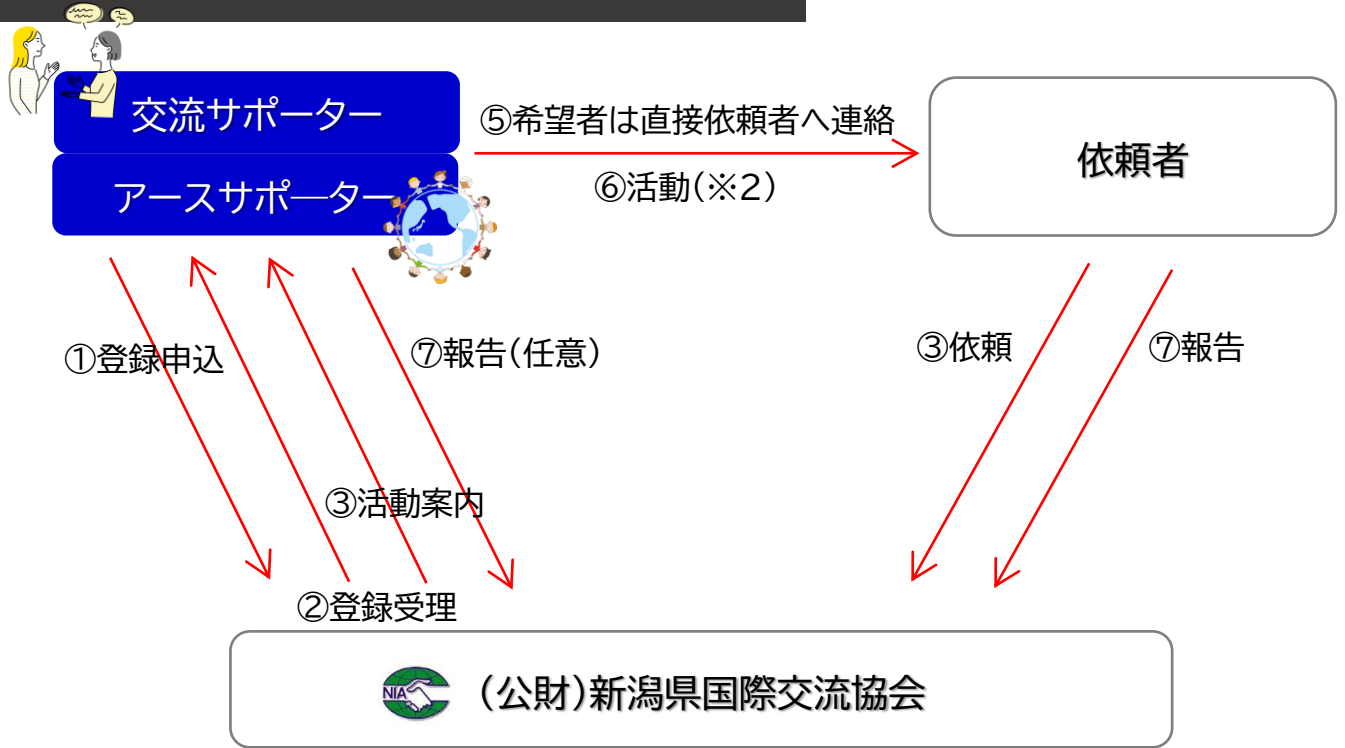 交流サポーター
アースサポーター
⑤希望者は直接依頼者へ連絡
⑥活動(※2)
依頼者
①登録申込
⑦報告(任意)
③依頼
⑦報告
③活動案内
②登録受理
NIA
(公財)新潟県国際交流協会